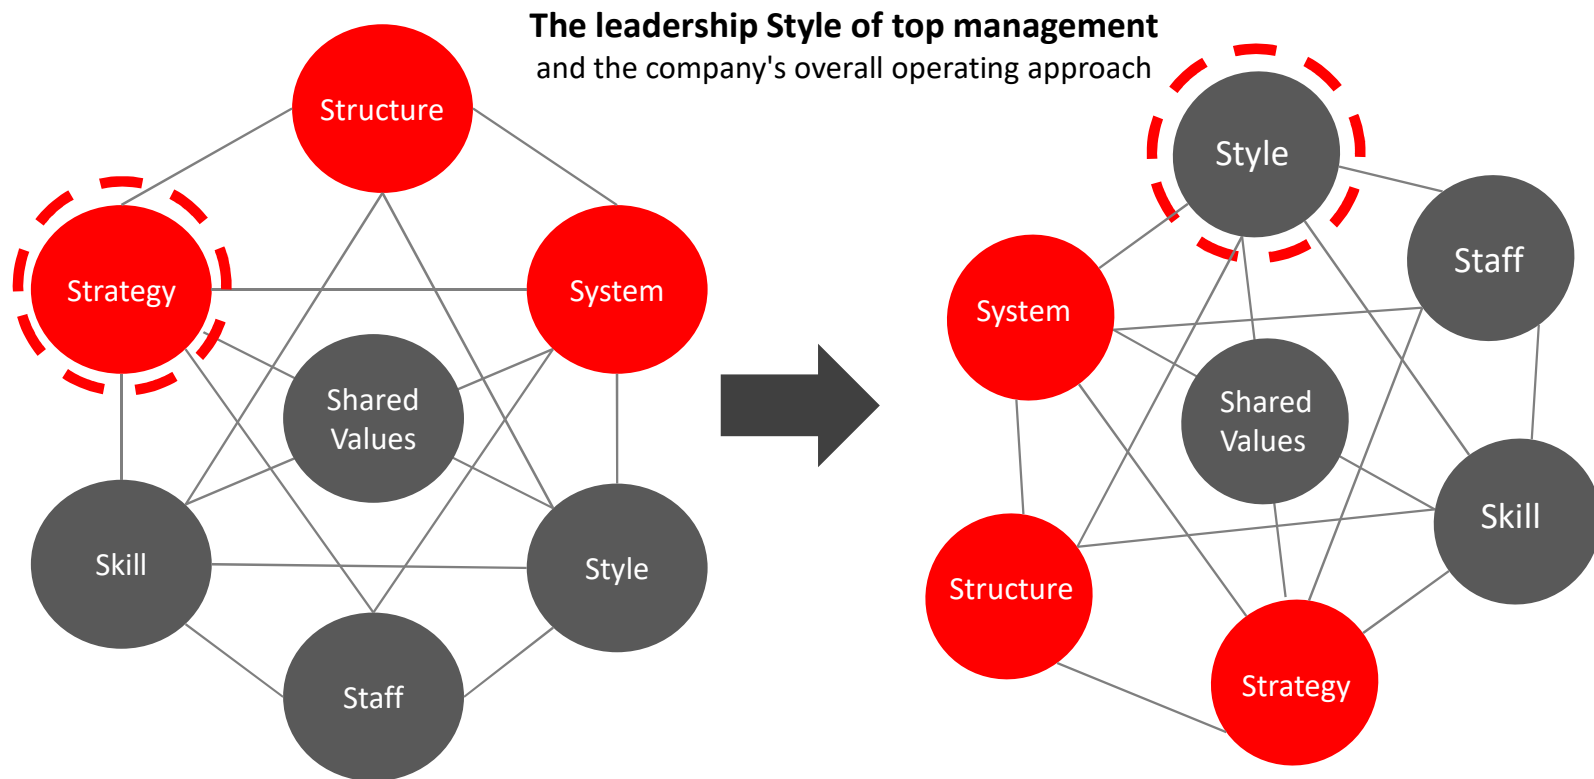 The leadership Style of top management
and the company's overall operating approach
Structure
Strategy
System
Shared
Values
Skill
Style
Staff
Style
Staff
System
Shared
Values
Skill
Structure
Strategy